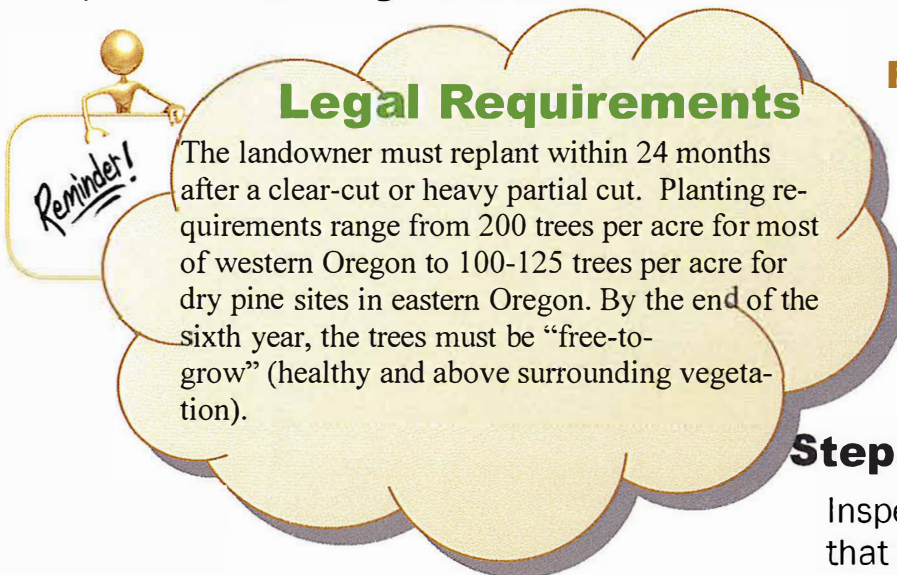 Legal Requirements
Reminder!
The landowner must replant within 24 months
after a clear-cut or heavy partial cut. Planting re-
quirements range from 200 trees per acre for most
of western Oregon to 100-125 trees per acre for
dry pine sites in eastern Oregon. By the end of the
sixth year, the trees must be “free-to-
grow” (healthy and above surrounding vegeta-
tion).
Step
Inspe
that